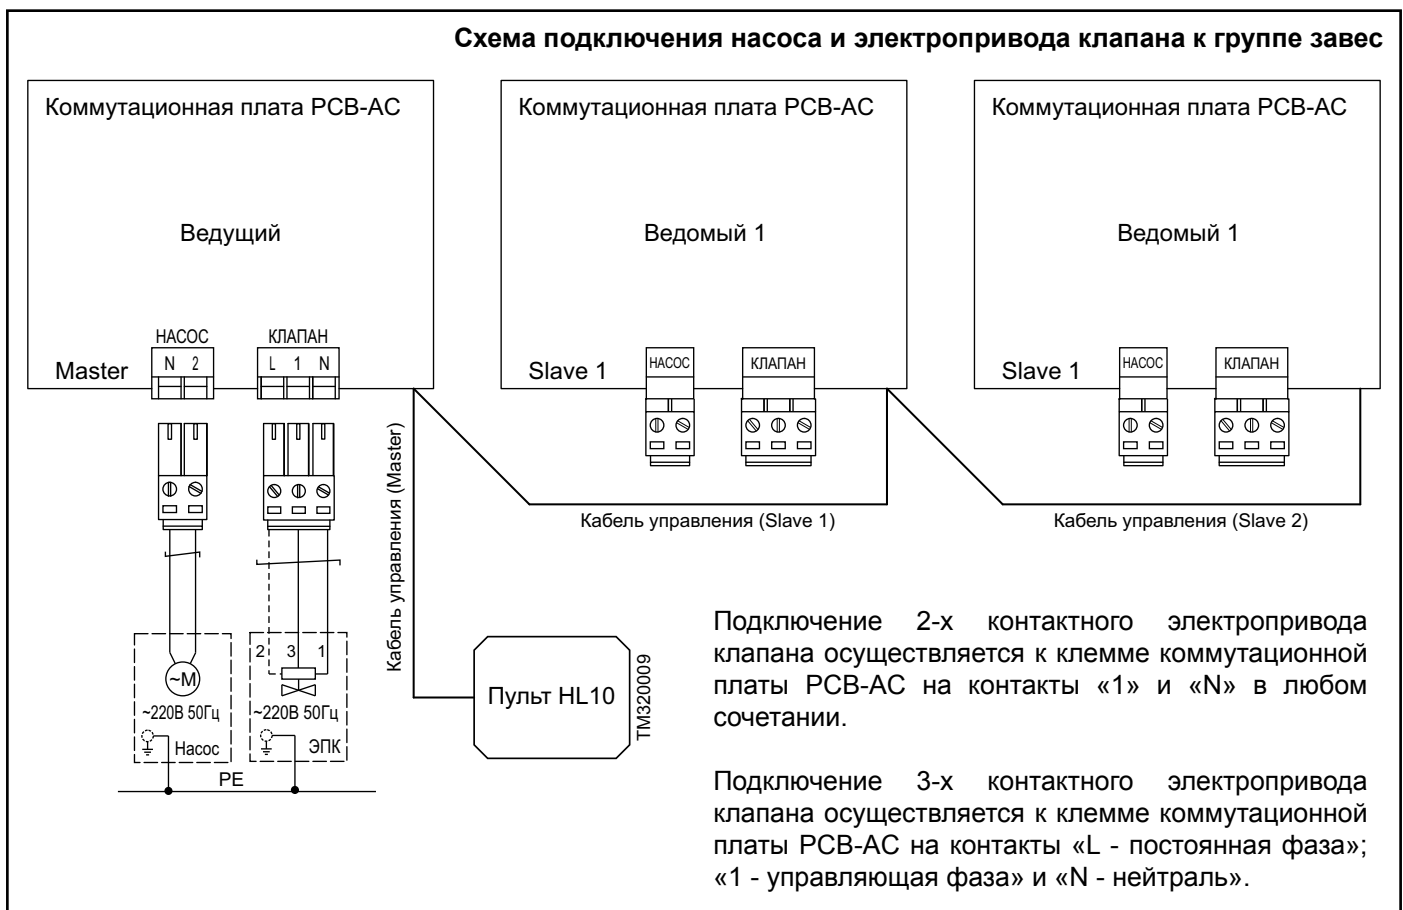 Схема подключения насоса и электропривода клапана к группе завес
Коммутационная плата PCB-AC
Коммутационная плата PCB-AC
Коммутационная плата PCB-AC
Ведущий
Ведомый 1
Ведомый 1
НАСОС
КЛАПАН
N 2
L 1 N
Master
Slave 1
НАСОС
КЛАПАН
Slave 1
НАСОС
КЛАПАН
Кабель управления (Master)
Кабель управления (Slave 1)
Кабель управления (Slave 2)
2 3 1
~M
~220В 50Гц
~220В 50Гц
Насос
ЭПК
PE
Пульт HL10
TM320009
Подключение 2-х контактного электропривода
клапана осуществляется к клемме коммутационной
платы PCB-AC на контакты «1» и «N» в любом
сочетании.
Подключение 3-х контактного электропривода
клапана осуществляется к клемме коммутационной
платы PCB-AC на контакты «L - постоянная фаза»;
«1 - управляющая фаза» и «N - нейтраль».